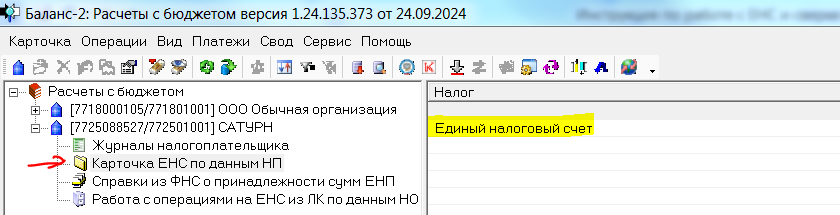 Баланс-2: Расчеты с бюджетом версия 1.24.135.373 от 24.09.2024
Карточка Операции Вид Платежи Свод Сервис Помощь
Расчеты с бюджетом
[7718000105/771801001] ООО Обычная организация
[7725088527/772501001] САТУРН
Журналы налогоплательщика
Карточка ЕНС по данным НП
Справки из ФНС о принадлежности сумм ЕНП
Работа с операциями на ЕНС из ЛК по данным НО
Налог
Единый налоговый счет